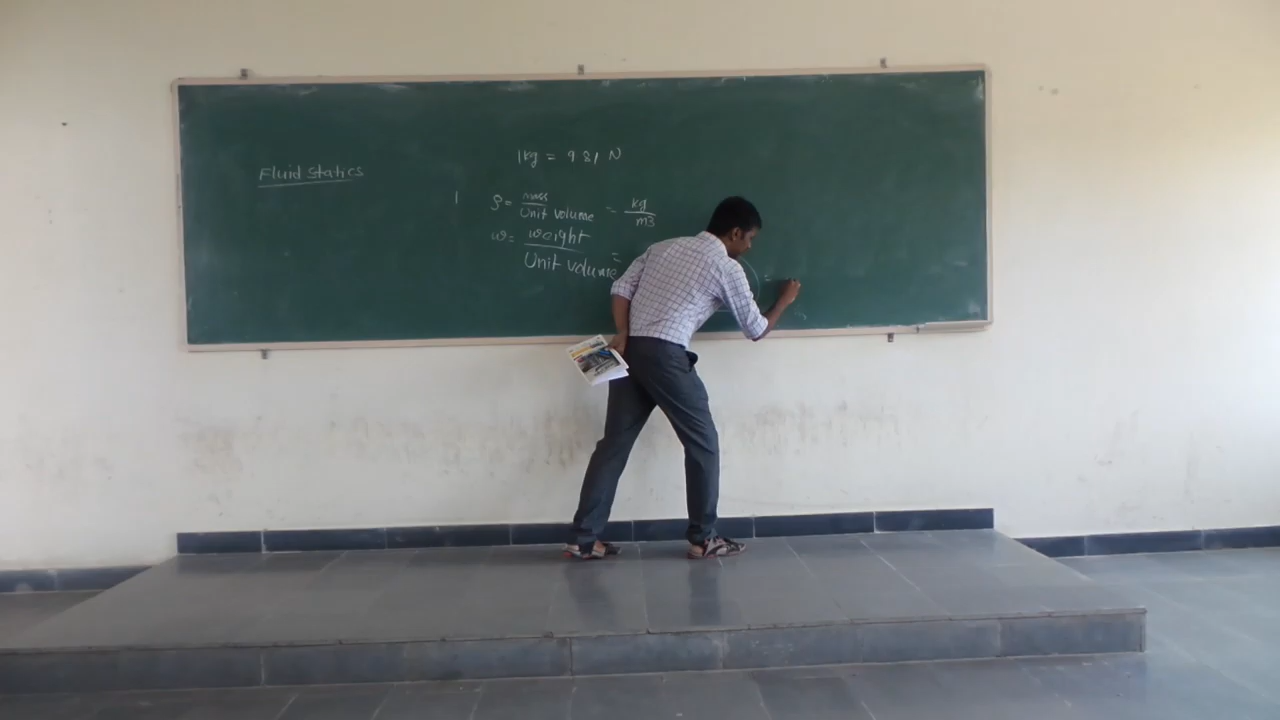 1kg = 9.81 N
Fluid Statics
1 ρ = mass / Unit volume = kg / m3
w = weight / Unit volume =